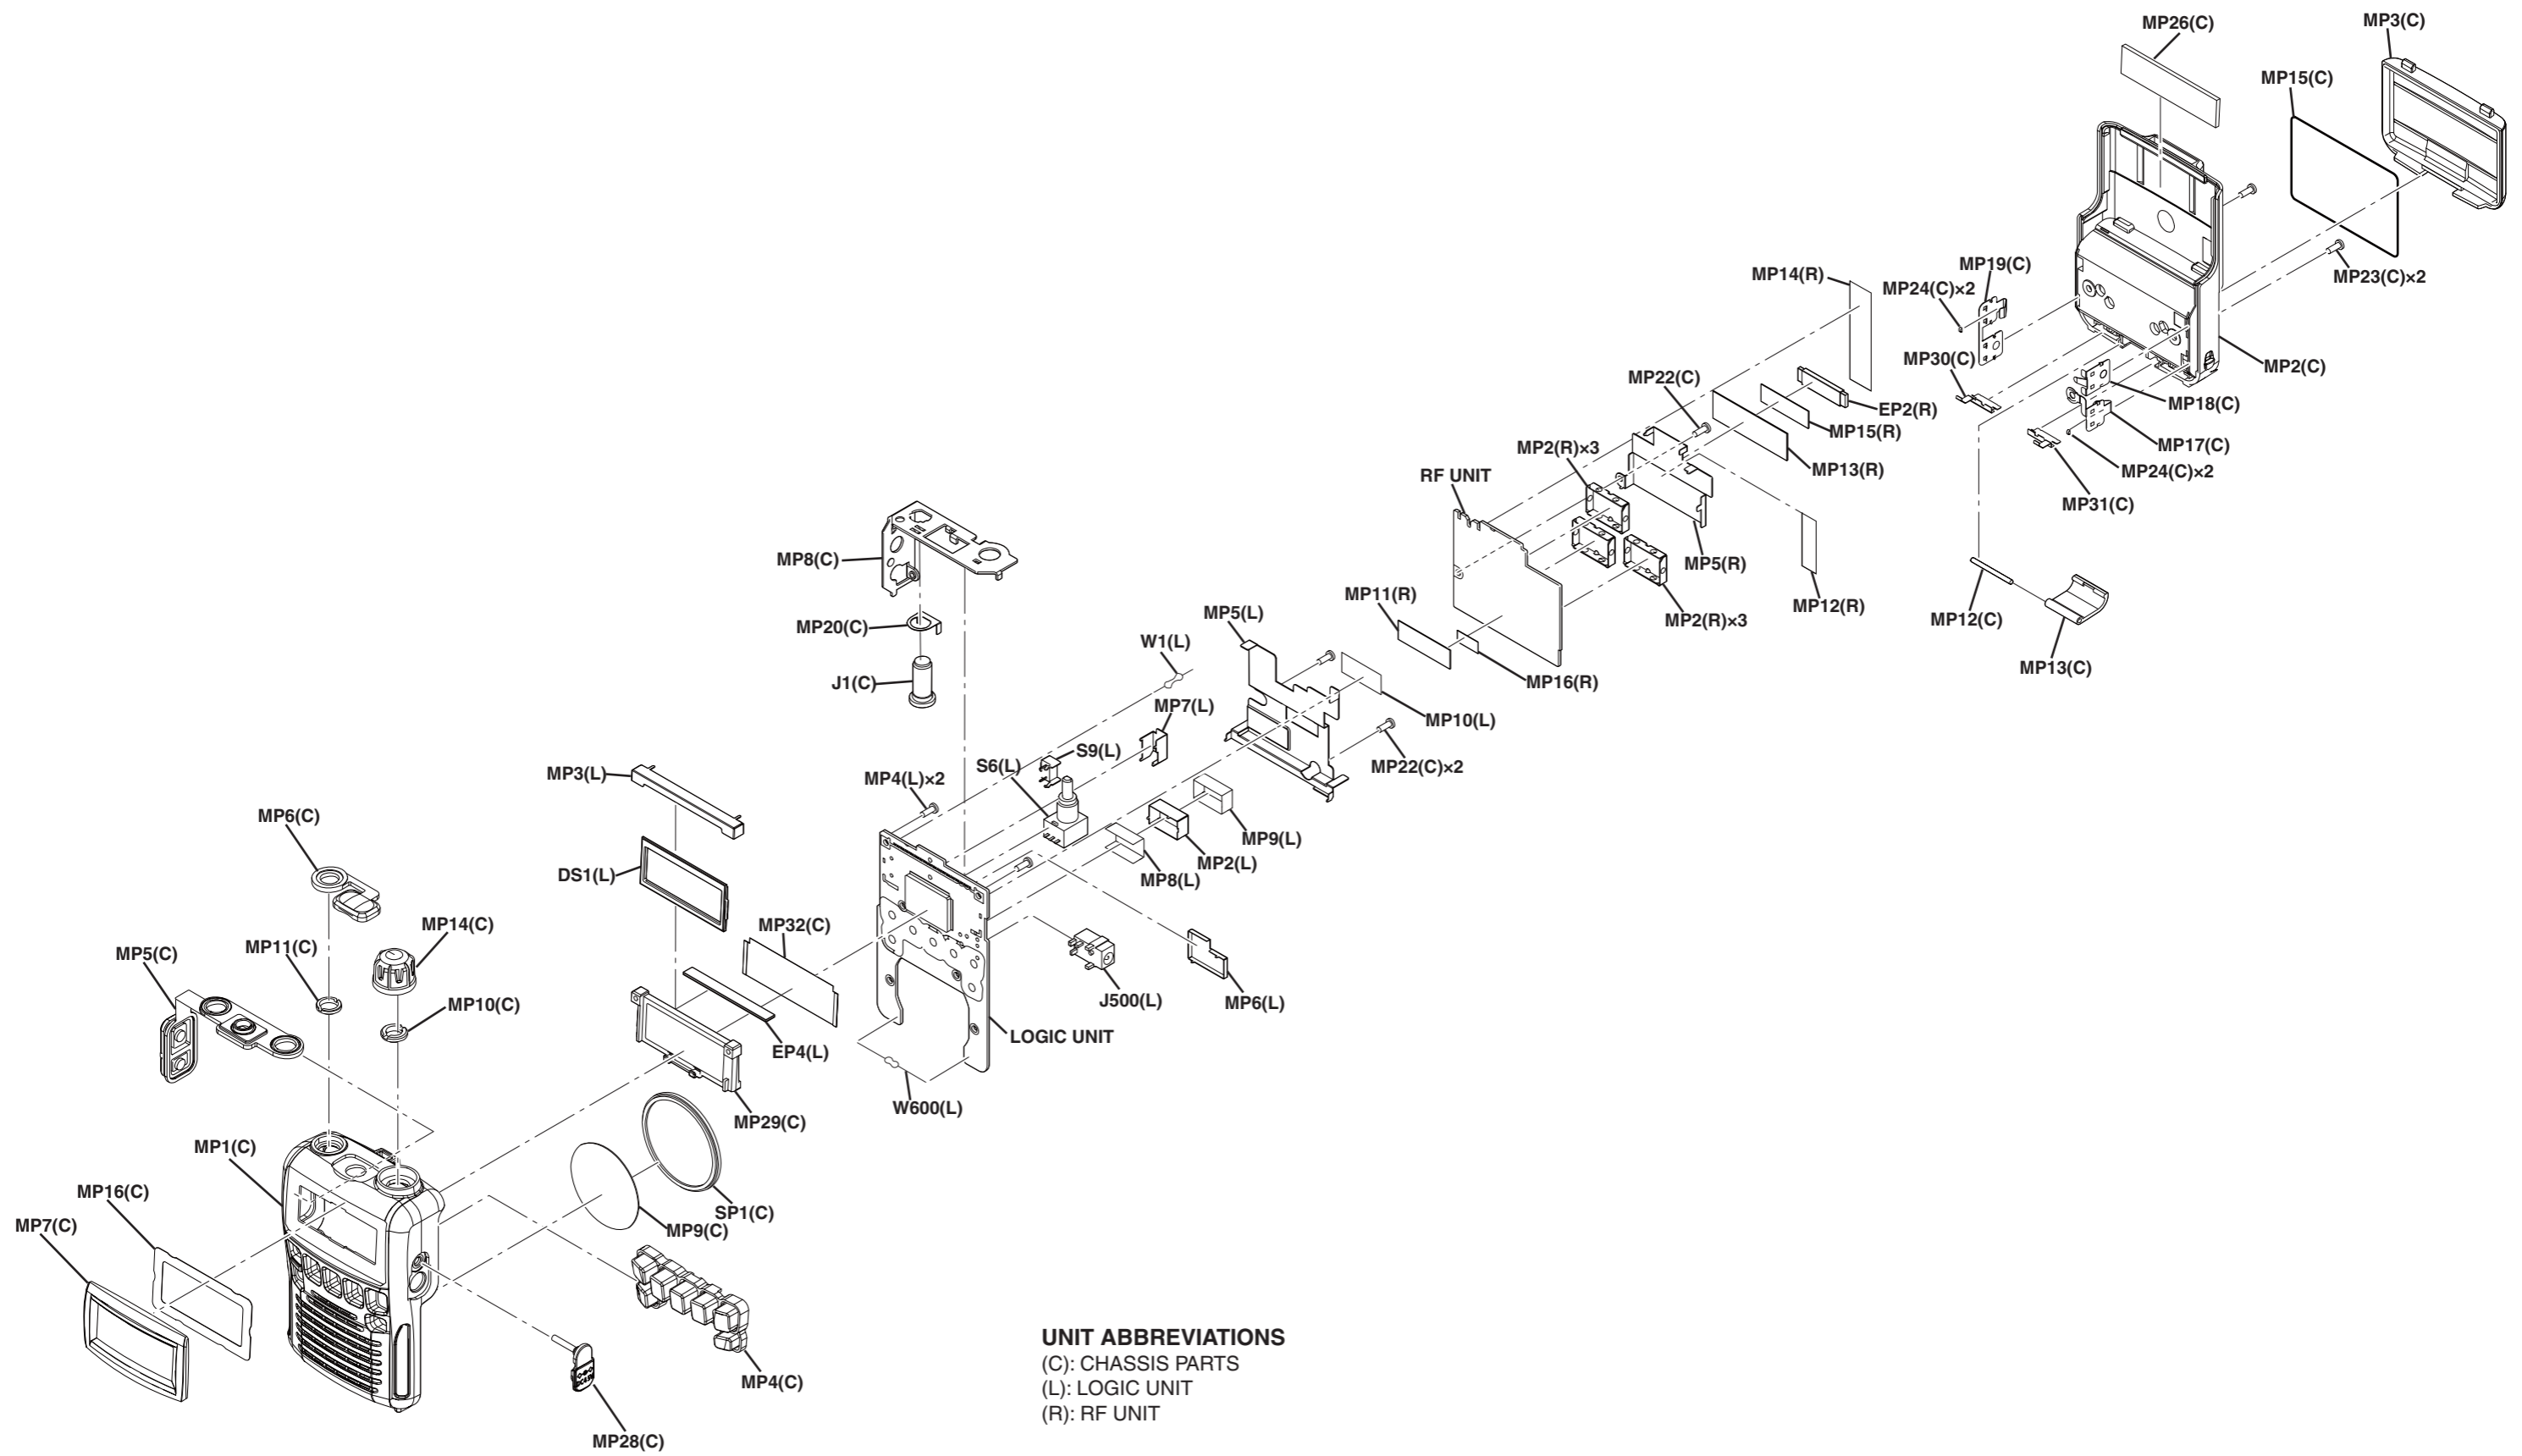 MP26(C)
MP3(C)
MP15(C)
MP23(C)×2
MP2(C)
MP19(C)
MP24(C)×2
MP30(C)
MP18(C)
MP17(C)
MP24(C)×2
MP31(C)
MP12(C)
MP13(C)
MP14(R)
EP2(R)
MP15(R)
MP13(R)
MP22(C)
MP2(R)×3
RF UNIT
MP5(R)
MP12(R)
MP2(R)×3
MP11(R)
MP16(R)
MP5(L)
MP10(L)
MP22(C)×2
MP8(C)
MP20(C)
J1(C)
W1(L)
MP7(L)
S9(L)
S6(L)
MP4(L)×2
MP9(L)
MP2(L)
MP8(L)
J500(L)
MP6(L)
LOGIC UNIT
W600(L)
MP3(L)
DS1(L)
MP32(C)
EP4(L)
MP29(C)
MP6(C)
MP14(C)
MP11(C)
MP5(C)
MP10(C)
MP1(C)
MP16(C)
MP7(C)
SP1(C)
MP9(C)
MP4(C)
MP28(C)
UNIT ABBREVIATIONS
(C): CHASSIS PARTS
(L): LOGIC UNIT
(R): RF UNIT